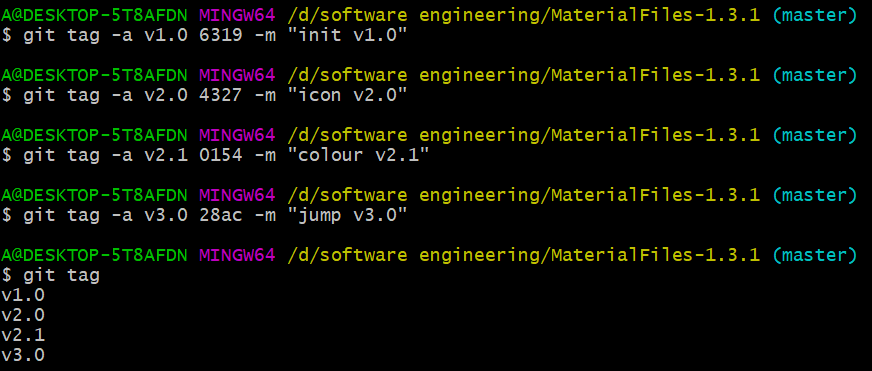 A@DESKTOP-5T8AFDN MINGW64 /d/software engineering/MaterialFiles-1.3.1 (master)
$ git tag -a v1.0 6319 -m "init v1.0"
A@DESKTOP-5T8AFDN MINGW64 /d/software engineering/MaterialFiles-1.3.1 (master)
$ git tag -a v2.0 4327 -m "icon v2.0"
A@DESKTOP-5T8AFDN MINGW64 /d/software engineering/MaterialFiles-1.3.1 (master)
$ git tag -a v2.1 0154 -m "colour v2.1"
A@DESKTOP-5T8AFDN MINGW64 /d/software engineering/MaterialFiles-1.3.1 (master)
$ git tag -a v3.0 28ac -m "jump v3.0"
A@DESKTOP-5T8AFDN MINGW64 /d/software engineering/MaterialFiles-1.3.1 (master)
$ git tag
v1.0
v2.0
v2.1
v3.0